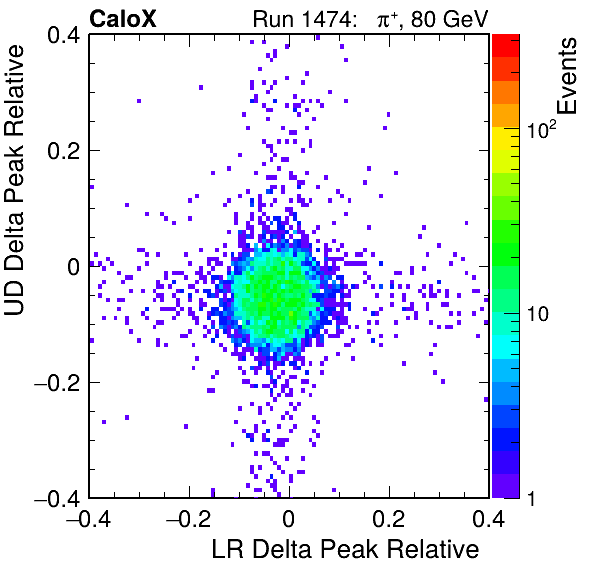 CaloX Run 1474: π⁺, 80 GeV
UD Delta Peak Relative
0.4
0.2
0
−0.2
−0.4
−0.4 −0.2 0 0.2 0.4
LR Delta Peak Relative
Events
10²
10
1